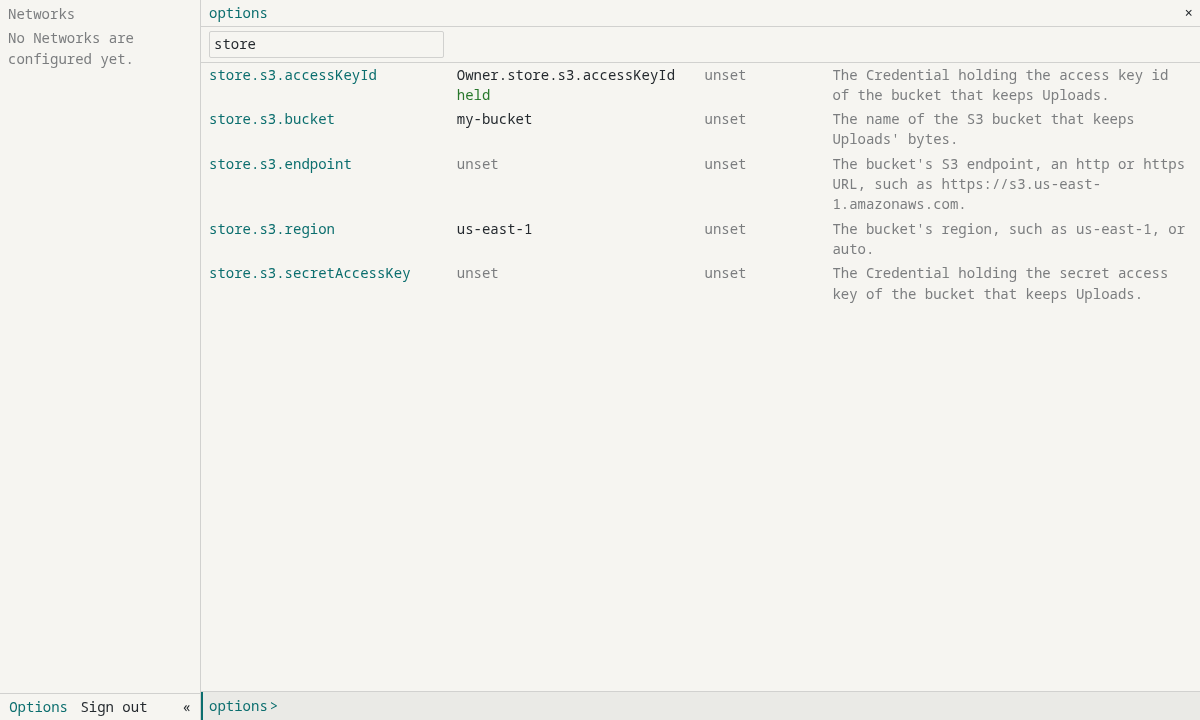 Networks
No Networks are
configured yet.
options ×
store
store.s3.accessKeyId Owner.store.s3.accessKeyId unset The Credential holding the access key id
held of the bucket that keeps Uploads.
store.s3.bucket my-bucket unset The name of the S3 bucket that keeps
Uploads' bytes.
store.s3.endpoint unset unset The bucket's S3 endpoint, an http or https
URL, such as https://s3.us-east-
1.amazonaws.com.
store.s3.region us-east-1 unset The bucket's region, such as us-east-1, or
auto.
store.s3.secretAccessKey unset unset The Credential holding the secret access
key of the bucket that keeps Uploads.
Options Sign out «
options>